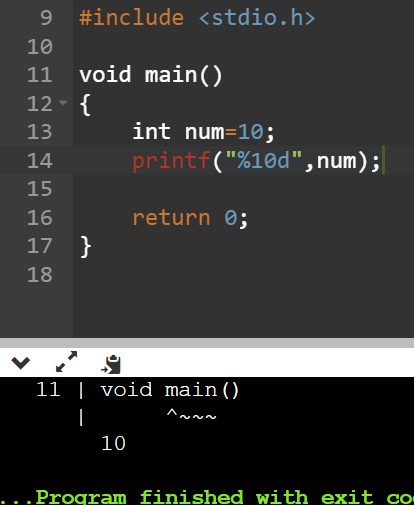 9 #include <stdio.h>
10
11 void main()
12 {
13     int num=10;
14     printf("%10d",num);
15
16     return 0;
17 }
18
11 | void main()
   |      ^~~~
        10
...Program finished with exit co